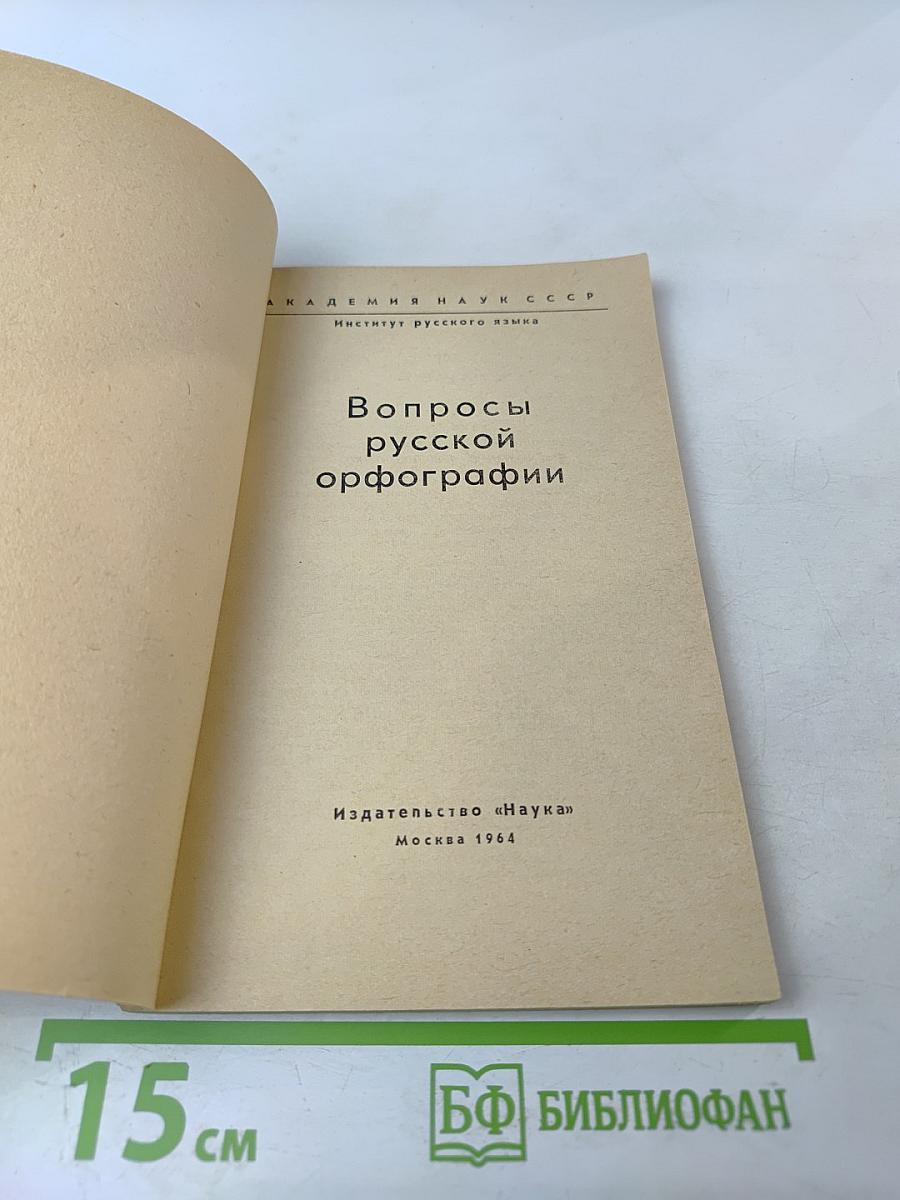 АКАДЕМИЯ НАУК СССР
Институт русского языка
Вопросы
русской
орфографии
Издательство «Наука»
Москва 1964
15 см
БФ БИБЛИОФАН